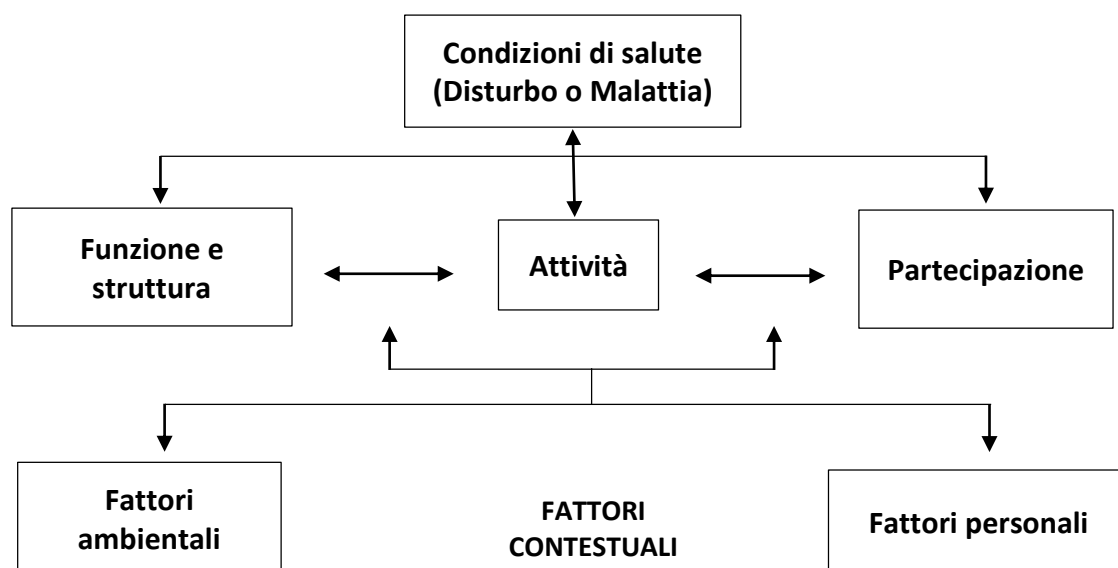 Condizioni di salute
(Disturbo o Malattia)
Funzione e
struttura
Attività
Partecipazione
Fattori
ambientali
FATTORI
CONTESTUALI
Fattori personali